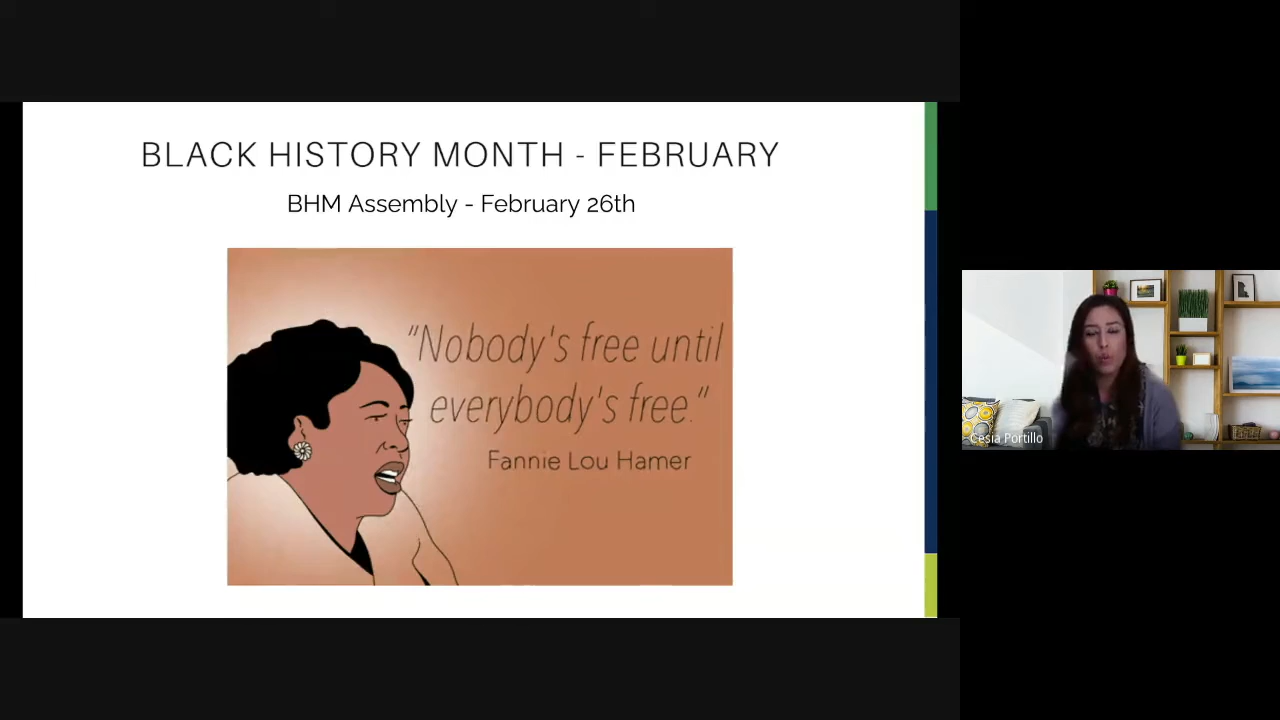 BLACK HISTORY MONTH - FEBRUARY
BHM Assembly - February 26th
"Nobody's free until
everybody's free."
Fannie Lou Hamer
Cesia Portillo